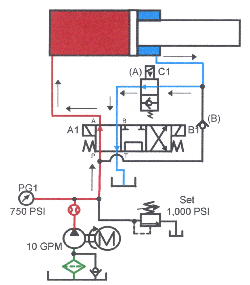 (A) C1
(B)
A1 A B B1
P T
PG1
750 PSI
Set
1,000 PSI
10 GPM
M